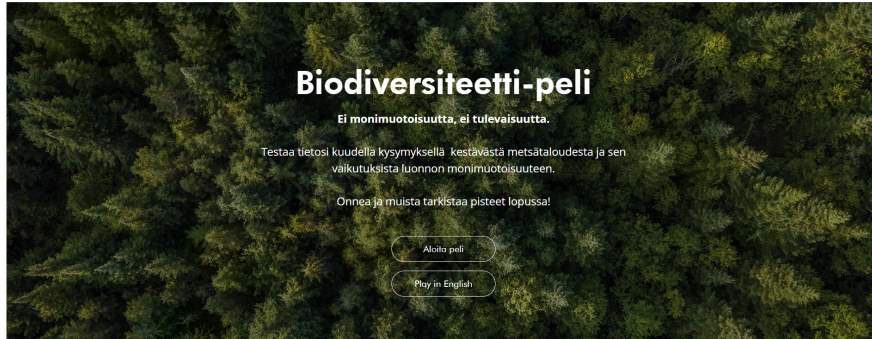 Biodiversiteetti-peli
Ei monimuotoisuutta, ei tulevaisuutta.
Testaa tietosi kuudella kysymyksellä  kestävästä metsätaloudesta ja sen
vaikutuksista luonnon monimuotoisuuteen.
Onnea ja muista tarkistaa pisteet lopussa!
Aloita peli
Play in English